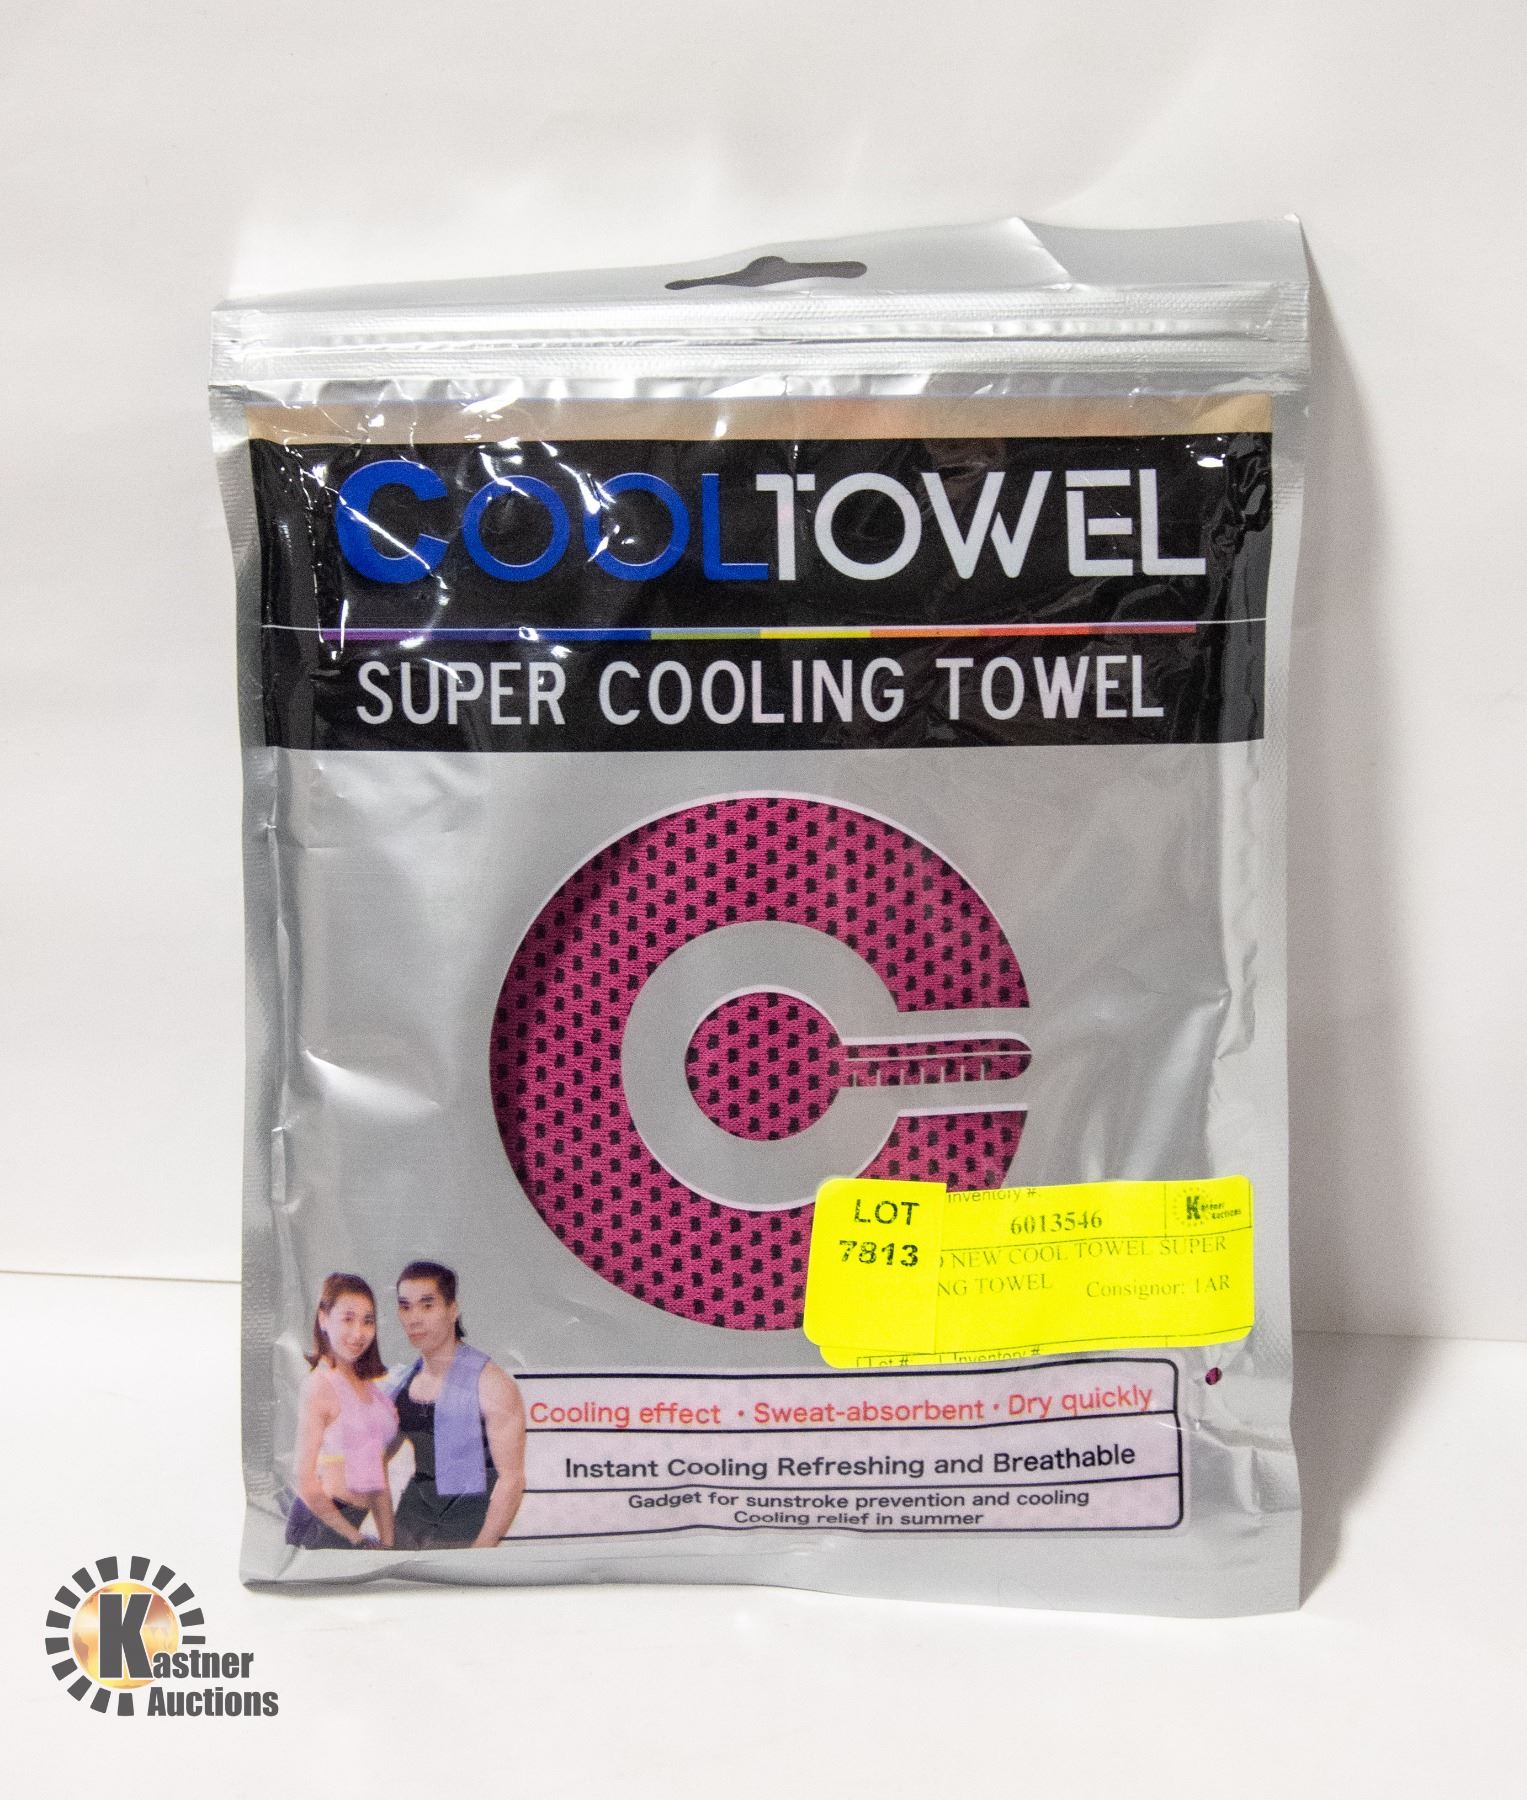 COOLTOWEL
SUPER COOLING TOWEL
LOT
7813
Inventory #:
6013546
Kastner
Auctions
NEW COOL TOWEL SUPER
NG TOWEL Consignor: 1AR
Lot # Inventory #
Cooling effect · Sweat-absorbent · Dry quickly
Instant Cooling Refreshing and Breathable
Gadget for sunstroke prevention and cooling
Cooling relief in summer
Kastner
Auctions